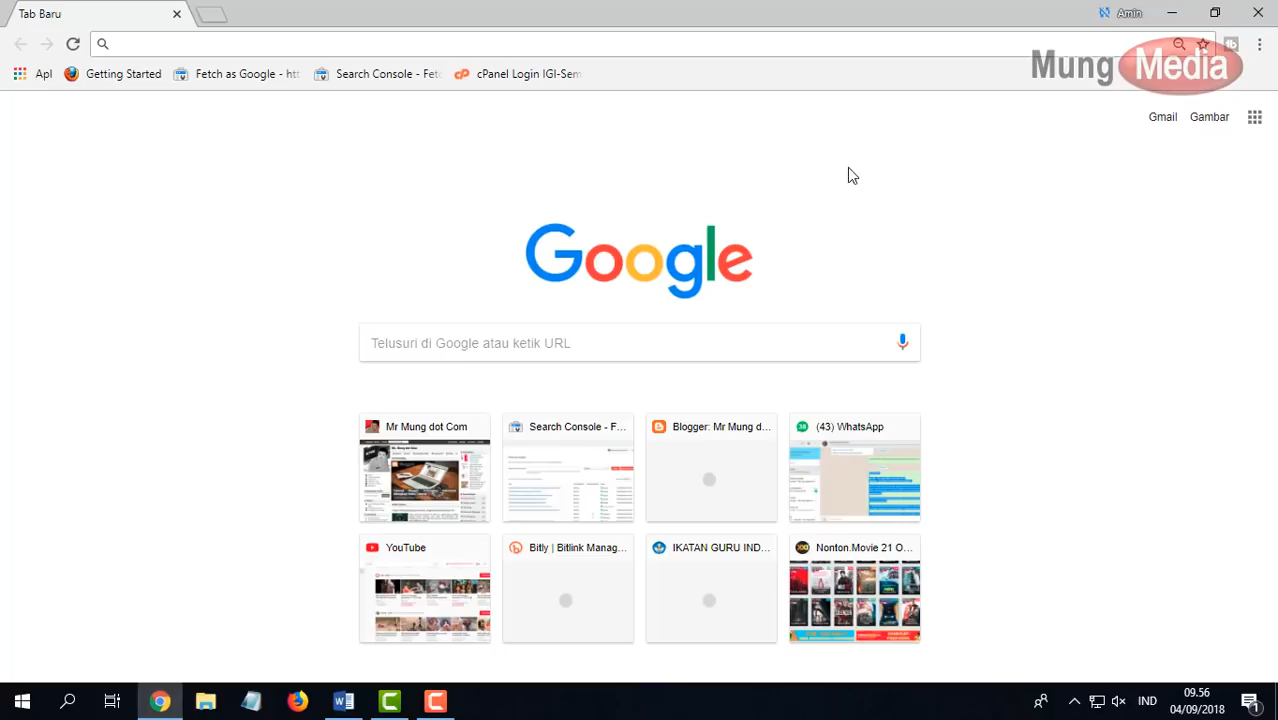 Tab Baru
Amin
Apl
Getting Started
Fetch as Google - htt
Search Console - Fetc
cPanel Login IGI-Sem
Mung Media
Gmail
Gambar
Google
Telusuri di Google atau ketik URL
Mr Mung dot Com
Search Console - F...
Blogger: Mr Mung d...
(43) WhatsApp
YouTube
Bitly | Bitlink Manag...
IKATAN GURU IND...
Nonton.Movie 21 O...
IND
09.56
04/09/2018